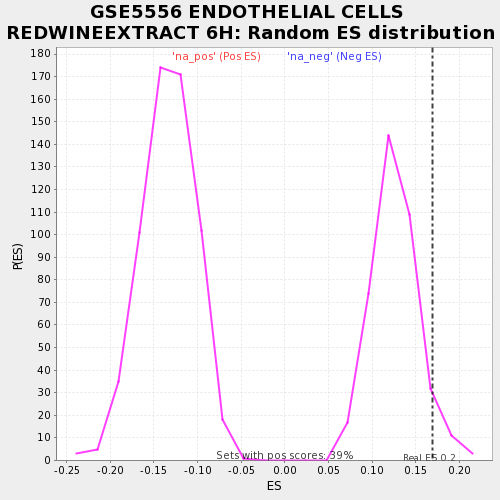 GSE5556 ENDOTHELIAL CELLS
REDWINEEXTRACT 6H: Random ES distribution
'na_pos' (Pos ES) 'na_neg' (Neg ES)
180
170
160
150
140
130
120
110
100
90
80
70
60
50
40
30
20
10
0
P(ES)
Sets with pos scores: 39%
Real ES 0.2
-0.25 -0.20 -0.15 -0.10 -0.05 0.00 0.05 0.10 0.15 0.20
ES